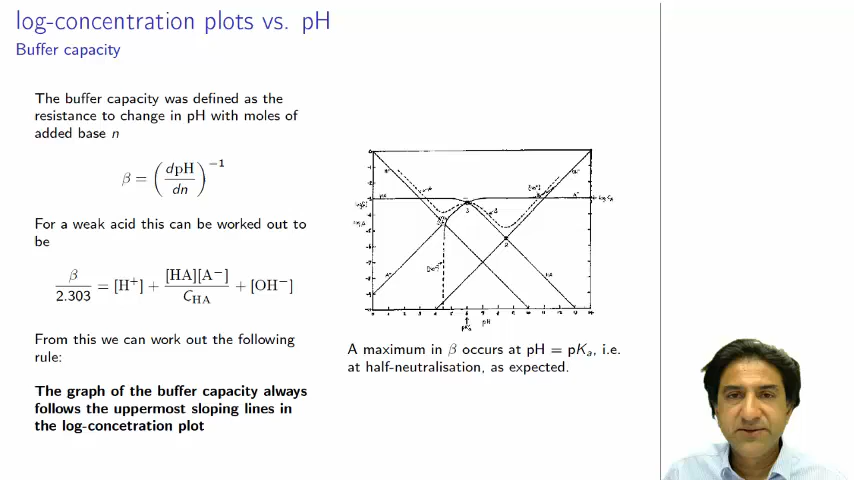 log-concentration plots vs. pH
Buffer capacity
The buffer capacity was defined as the
resistance to change in pH with moles of
added base n
β = (dpH/dn)⁻¹
For a weak acid this can be worked out to
be
β/2.303 = [H⁺] + [HA][A⁻]/C_HA + [OH⁻]
From this we can work out the following
rule:
The graph of the buffer capacity always
follows the uppermost sloping lines in
the log-concetration plot
pKa
pH
A maximum in β occurs at pH = pKₐ, i.e.
at half-neutralisation, as expected.